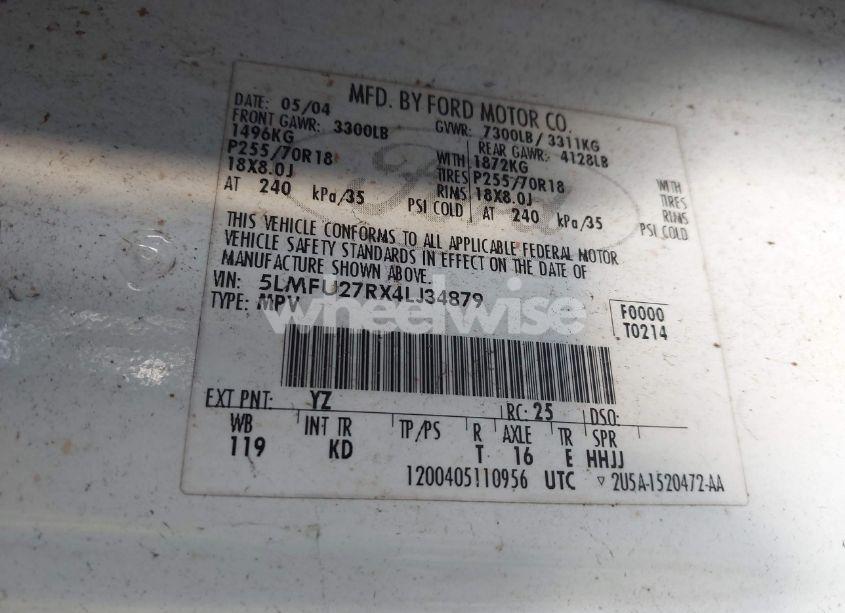 MFD. BY FORD MOTOR CO.
DATE: 05/04 GVWR: 7300LB/ 3311KG
FRONT GAWR: 3300LB REAR GAWR: 4128LB
1496KG WITH 1872KG WITH
P255/70R18 TIRES P255/70R18 TIRES
18X8.0J RIMS 18X8.0J RIMS
AT 240 kPa/35 PSI COLD AT 240 kPa/35 PSI COLD
THIS VEHICLE CONFORMS TO ALL APPLICABLE FEDERAL MOTOR
VEHICLE SAFETY STANDARDS IN EFFECT ON THE DATE OF
MANUFACTURE SHOWN ABOVE.
VIN: 5LMFU27RX4LJ34879 F0000
TYPE: MPV T0214
wheelwise
EXT PNT: YZ RC: 25 DSO:
WB INT TR TP/PS R AXLE TR SPR
119 KD T 16 E HHJJ
1200405110956 UTC ▽ 2U5A-1520472-AA